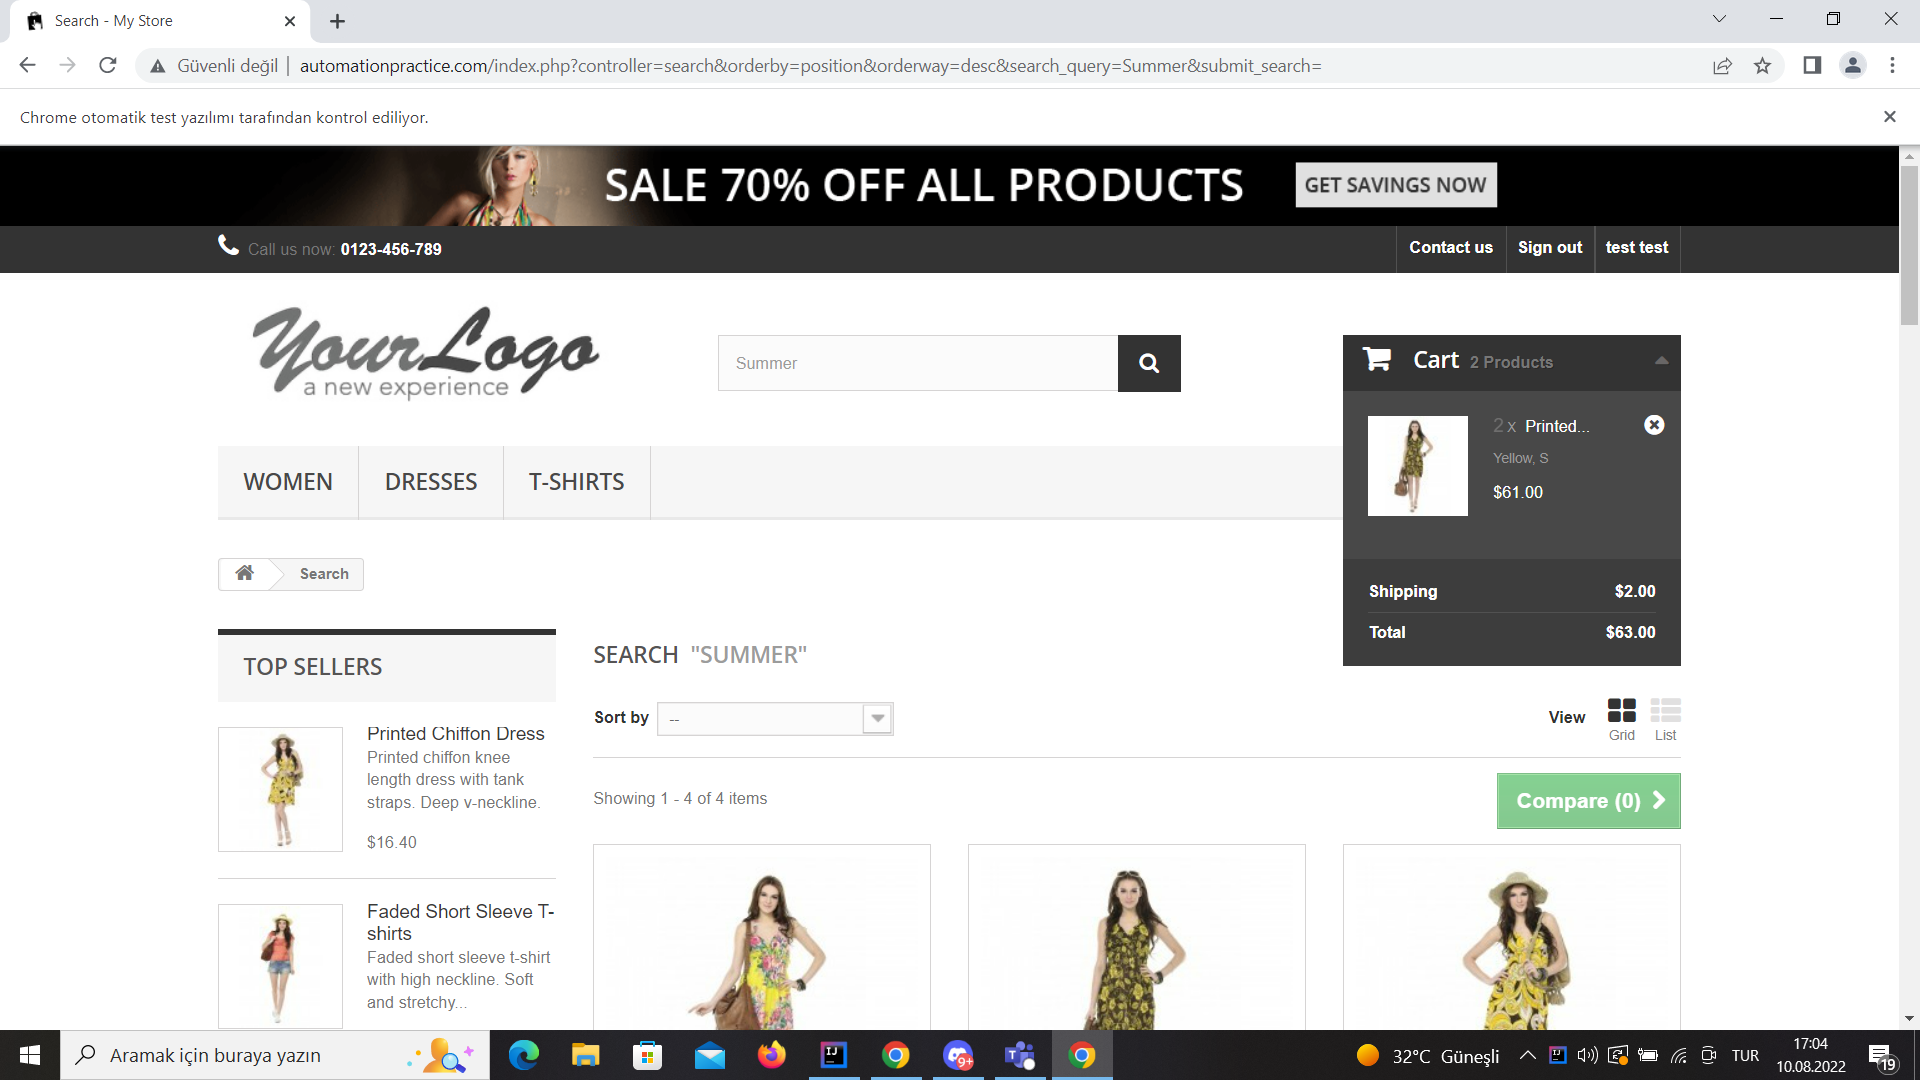 Search - My Store
Güvenli değil
automationpractice.com/index.php?controller=search&orderby=position&orderway=desc&search_query=Summer&submit_search=
Chrome otomatik test yazılımı tarafından kontrol ediliyor.
SALE 70% OFF ALL PRODUCTS
GET SAVINGS NOW
Call us now: 0123-456-789
Contact us
Sign out
test test
Your Logo
a new experience
Summer
Cart 2 Products
2 x Printed...
Yellow, S
$61.00
Shipping $2.00
Total $63.00
WOMEN
DRESSES
T-SHIRTS
Search
TOP SELLERS
Printed Chiffon Dress
Printed chiffon knee
length dress with tank
straps. Deep v-neckline.
$16.40
Faded Short Sleeve T-
shirts
Faded short sleeve t-shirt
with high neckline. Soft
and stretchy...
SEARCH "SUMMER"
Sort by --
View
Grid
List
Showing 1 - 4 of 4 items
Compare (0)
Aramak için buraya yazın
IJ
9+
T
32°C Güneşli
IJ
TUR
17:04
10.08.2022
19